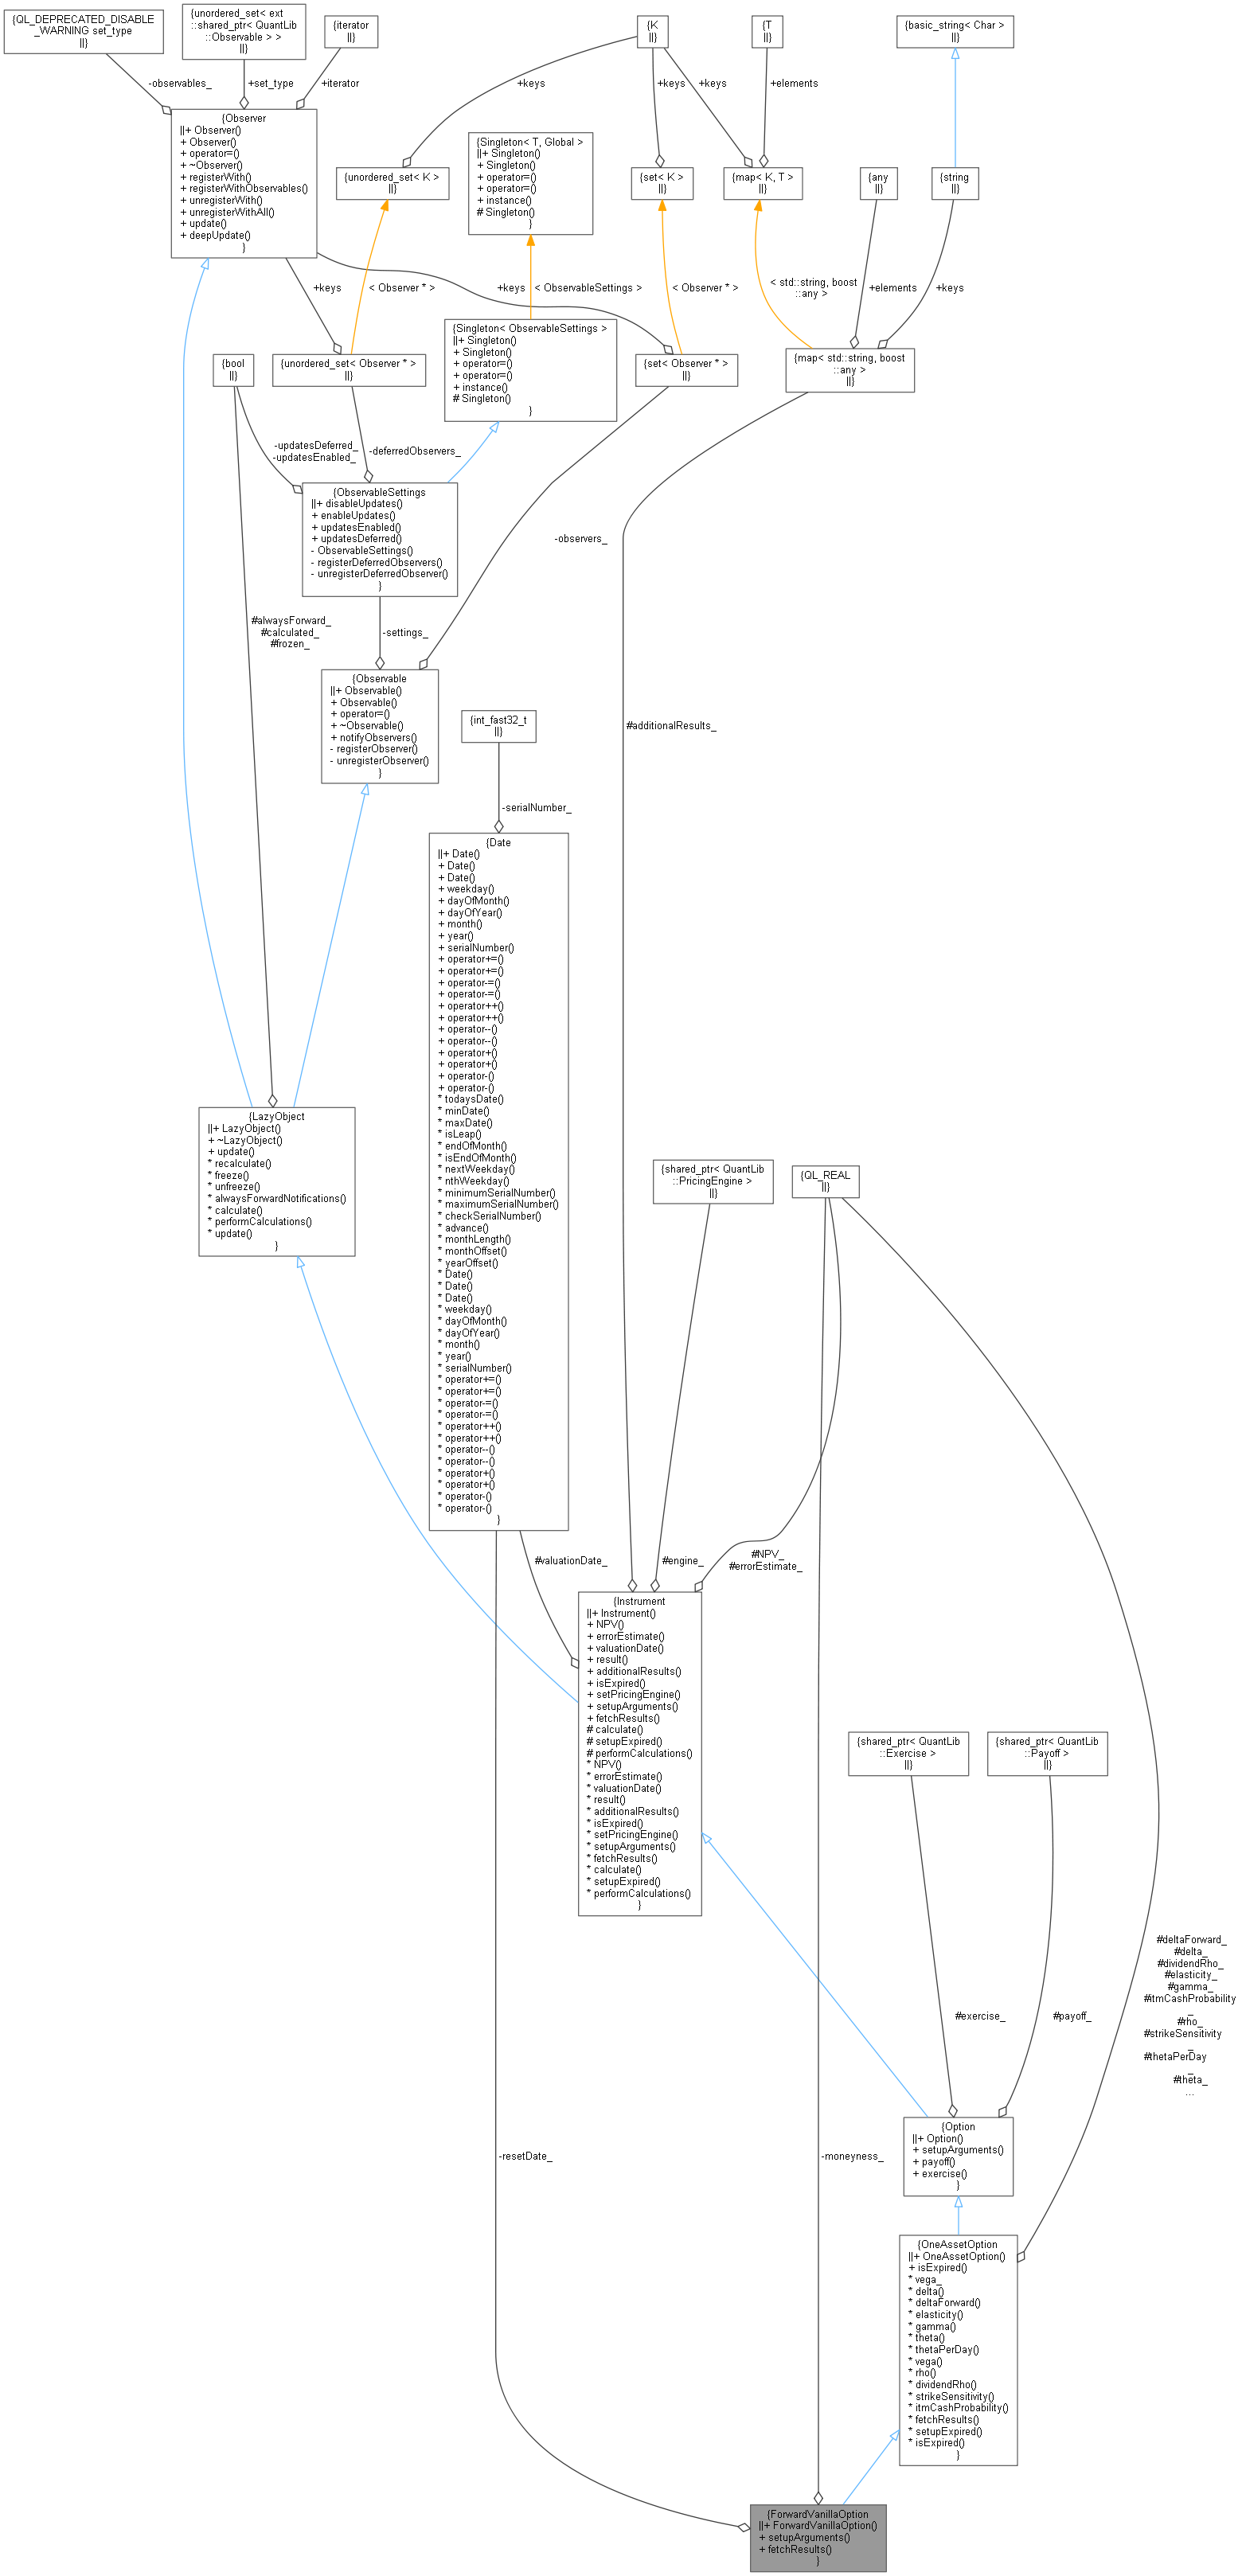 {QL_DEPRECATED_DISABLE
_WARNING set_type
||}
{unordered_set< ext
::shared_ptr< QuantLib
::Observable > >
||}
{iterator
||}
{K
||}
{T
||}
{basic_string< Char >
||}
-observables_
+set_type
+iterator
+keys
+keys
+keys
+elements
{Observer
||+ Observer()
+ Observer()
+ operator=()
+ ~Observer()
+ registerWith()
+ registerWithObservables()
+ unregisterWith()
+ unregisterWithAll()
+ update()
+ deepUpdate()
}
{unordered_set< K >
||}
{Singleton< T, Global >
||+ Singleton()
+ Singleton()
+ operator=()
+ operator=()
+ instance()
# Singleton()
}
{set< K >
||}
{map< K, T >
||}
{any
||}
{string
||}
+keys
< Observer * >
+keys
< ObservableSettings >
< Observer * >
< std::string, boost
::any >
+elements
+keys
{bool
||}
{unordered_set< Observer * >
||}
{Singleton< ObservableSettings >
||+ Singleton()
+ Singleton()
+ operator=()
+ operator=()
+ instance()
# Singleton()
}
{set< Observer * >
||}
{map< std::string, boost
::any >
||}
-updatesDeferred_
-updatesEnabled_
-deferredObservers_
{ObservableSettings
||+ disableUpdates()
+ enableUpdates()
+ updatesEnabled()
+ updatesDeferred()
- ObservableSettings()
- registerDeferredObservers()
- unregisterDeferredObserver()
}
-observers_
#alwaysForward_
#calculated_
#frozen_
-settings_
{Observable
||+ Observable()
+ Observable()
+ operator=()
+ ~Observable()
+ notifyObservers()
- registerObserver()
- unregisterObserver()
}
{int_fast32_t
||}
#additionalResults_
-serialNumber_
{Date
||+ Date()
+ Date()
+ Date()
+ weekday()
+ dayOfMonth()
+ dayOfYear()
+ month()
+ year()
+ serialNumber()
+ operator+=()
+ operator+=()
+ operator-=()
+ operator-=()
+ operator++()
+ operator++()
+ operator--()
+ operator--()
+ operator+()
+ operator+()
+ operator-()
+ operator-()
* todaysDate()
* minDate()
* maxDate()
* isLeap()
* endOfMonth()
* isEndOfMonth()
* nextWeekday()
* nthWeekday()
* minimumSerialNumber()
* maximumSerialNumber()
* checkSerialNumber()
* advance()
* monthLength()
* monthOffset()
* yearOffset()
* Date()
* Date()
* Date()
* weekday()
* dayOfMonth()
* dayOfYear()
* month()
* year()
* serialNumber()
* operator+=()
* operator+=()
* operator-=()
* operator-=()
* operator++()
* operator++()
* operator--()
* operator--()
* operator+()
* operator+()
* operator-()
* operator-()
}
{LazyObject
||+ LazyObject()
+ ~LazyObject()
+ update()
* recalculate()
* freeze()
* unfreeze()
* alwaysForwardNotifications()
* calculate()
* performCalculations()
* update()
}
{shared_ptr< QuantLib
::PricingEngine >
||}
{QL_REAL
||}
#valuationDate_
#engine_
#NPV_
#errorEstimate_
{Instrument
||+ Instrument()
+ NPV()
+ errorEstimate()
+ valuationDate()
+ result()
+ additionalResults()
+ isExpired()
+ setPricingEngine()
+ setupArguments()
+ fetchResults()
# calculate()
# setupExpired()
# performCalculations()
* NPV()
* errorEstimate()
* valuationDate()
* result()
* additionalResults()
* isExpired()
* setPricingEngine()
* setupArguments()
* fetchResults()
* calculate()
* setupExpired()
* performCalculations()
}
{shared_ptr< QuantLib
::Exercise >
||}
{shared_ptr< QuantLib
::Payoff >
||}
#exercise_
#payoff_
#deltaForward_
#delta_
#dividendRho_
#elasticity_
#gamma_
#itmCashProbability
_
#rho_
#strikeSensitivity
_
#thetaPerDay
_
#theta_
...
{Option
||+ Option()
+ setupArguments()
+ payoff()
+ exercise()
}
-resetDate_
-moneyness_
{OneAssetOption
||+ OneAssetOption()
+ isExpired()
* vega_
* delta()
* deltaForward()
* elasticity()
* gamma()
* theta()
* thetaPerDay()
* vega()
* rho()
* dividendRho()
* strikeSensitivity()
* itmCashProbability()
* fetchResults()
* setupExpired()
* isExpired()
}
{ForwardVanillaOption
||+ ForwardVanillaOption()
+ setupArguments()
+ fetchResults()
}